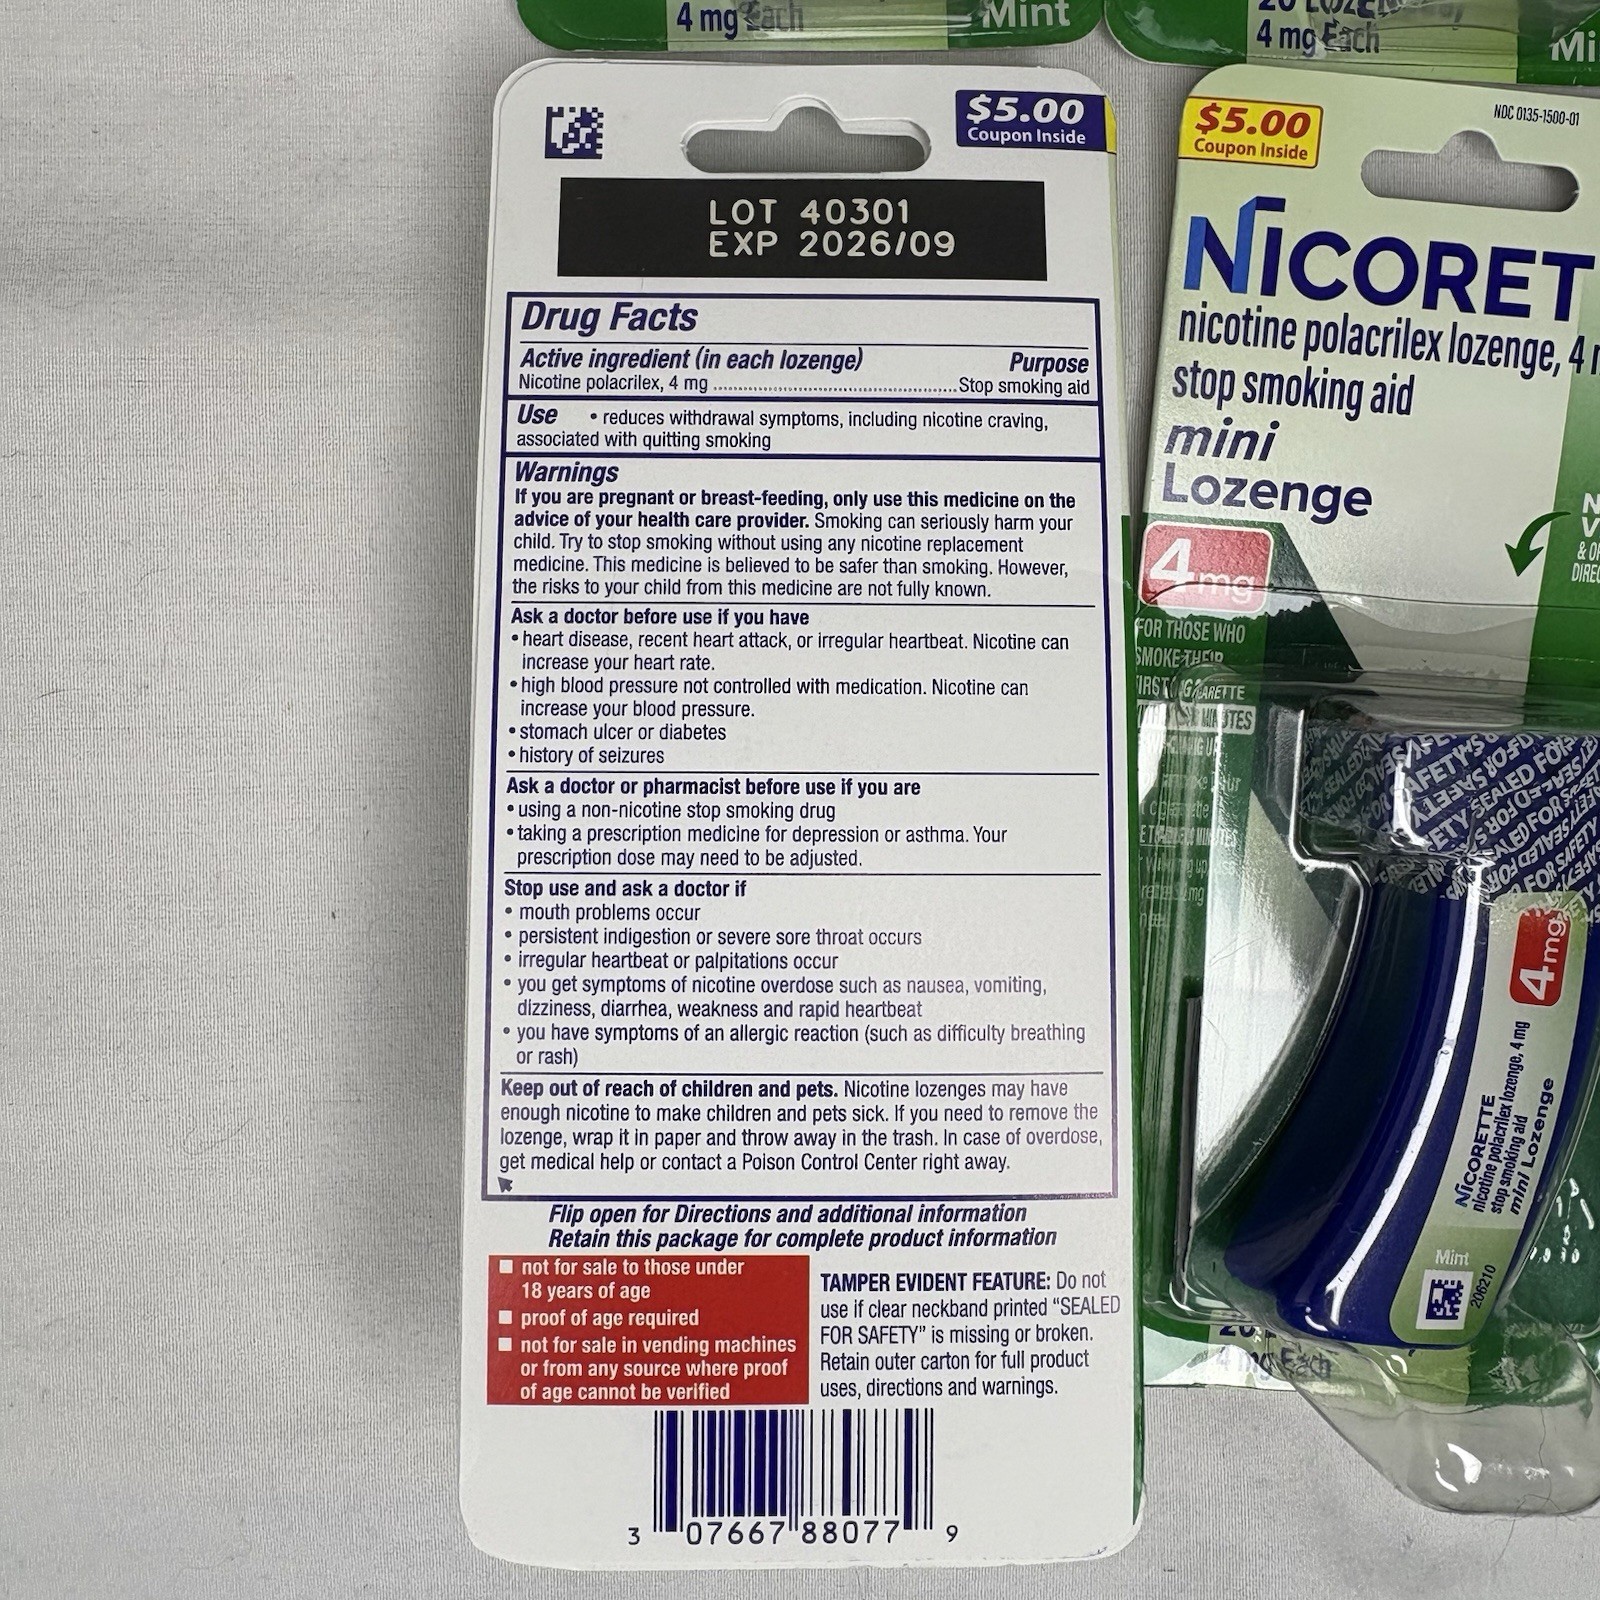 4 mg Each
Mint
4 mg Each
$5.00
Coupon Inside
LOT 40301
EXP 2026/09
Drug Facts
Active ingredient (in each lozenge) Purpose
Nicotine polacrilex, 4 mg ........ Stop smoking aid
Use • reduces withdrawal symptoms, including nicotine craving,
associated with quitting smoking
Warnings
If you are pregnant or breast-feeding, only use this medicine on the
advice of your health care provider. Smoking can seriously harm your
child. Try to stop smoking without using any nicotine replacement
medicine. This medicine is believed to be safer than smoking. However,
the risks to your child from this medicine are not fully known.
Ask a doctor before use if you have
• heart disease, recent heart attack, or irregular heartbeat. Nicotine can
increase your heart rate.
• high blood pressure not controlled with medication. Nicotine can
increase your blood pressure.
• stomach ulcer or diabetes
• history of seizures
Ask a doctor or pharmacist before use if you are
• using a non-nicotine stop smoking drug
• taking a prescription medicine for depression or asthma. Your
prescription dose may need to be adjusted.
Stop use and ask a doctor if
• mouth problems occur
• persistent indigestion or severe sore throat occurs
• irregular heartbeat or palpitations occur
• you get symptoms of nicotine overdose such as nausea, vomiting,
dizziness, diarrhea, weakness and rapid heartbeat
• you have symptoms of an allergic reaction (such as difficulty breathing
or rash)
Keep out of reach of children and pets. Nicotine lozenges may have
enough nicotine to make children and pets sick. If you need to remove the
lozenge, wrap it in paper and throw away in the trash. In case of overdose,
get medical help or contact a Poison Control Center right away.
Flip open for Directions and additional information
Retain this package for complete product information
■ not for sale to those under
18 years of age
■ proof of age required
■ not for sale in vending machines
or from any source where proof
of age cannot be verified
TAMPER EVIDENT FEATURE: Do not
use if clear neckband printed “SEALED
FOR SAFETY” is missing or broken.
Retain outer carton for full product
uses, directions and warnings.
3 07667 88077 9
$5.00
Coupon Inside
NDC 0135-1500-01
NICORET
nicotine polacrilex lozenge, 4
stop smoking aid
mini
Lozenge
4 mg
FOR THOSE WHO
SMOKE THEIR
4mg
NICORETTE
nicotine polacrilex lozenge, 4 mg
stop smoking aid
mini Lozenge
Mint
206210
4 mg Each